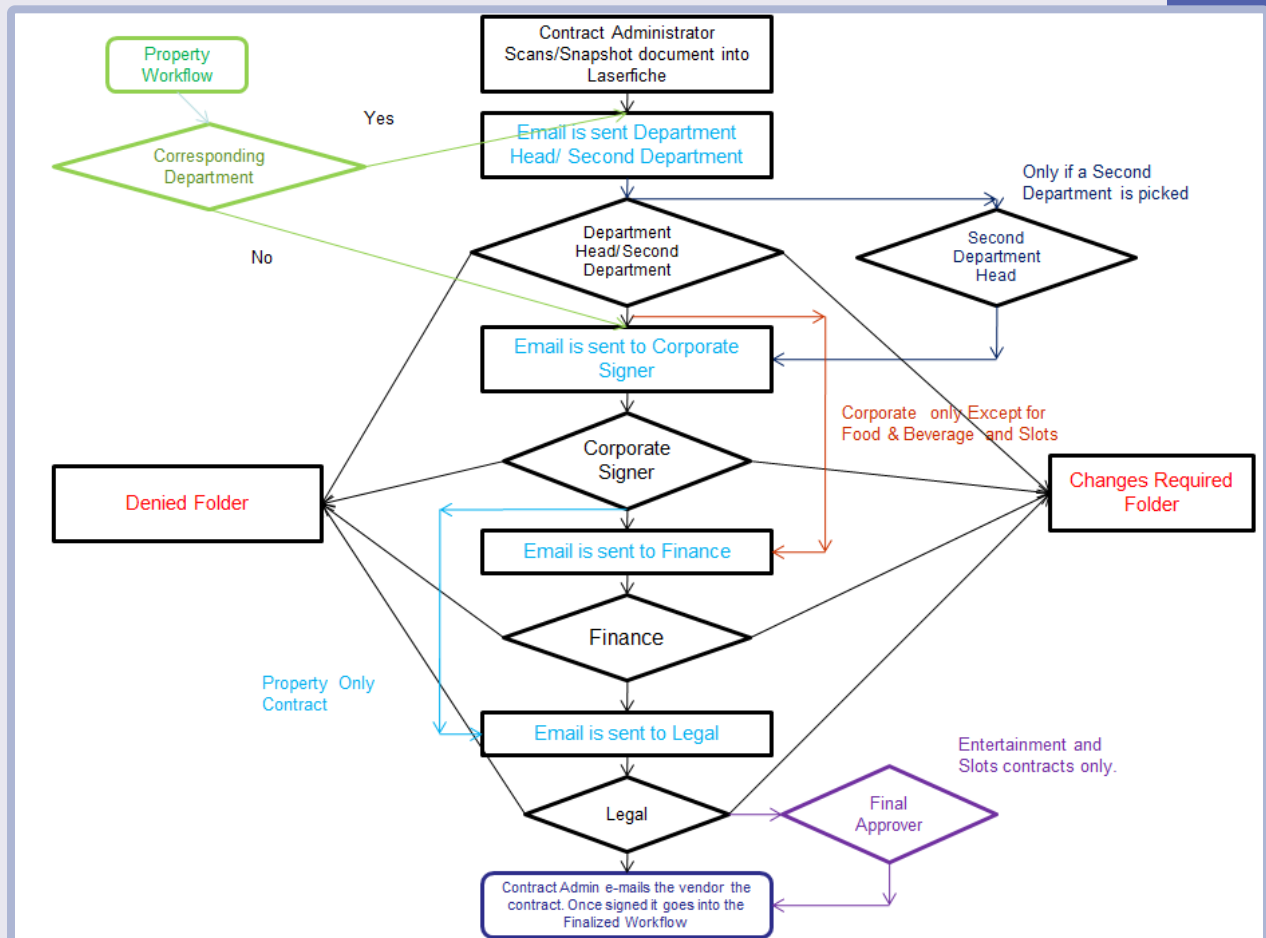 Contract Administrator
Scans/Snapshot document into
Laserfiche
Property
Workflow
Yes
Email is sent Department
Head/ Second Department
Corresponding
Department
Only if a Second
Department is picked
Department
Head/Second
Department
Second
Department
Head
No
Email is sent to Corporate
Signer
Corporate only Except for
Food & Beverage and Slots
Corporate
Signer
Denied Folder
Changes Required
Folder
Email is sent to Finance
Finance
Property Only
Contract
Email is sent to Legal
Entertainment and
Slots contracts only.
Legal
Final
Approver
Contract Admin e-mails the vendor the
contract. Once signed it goes into the
Finalized Workflow